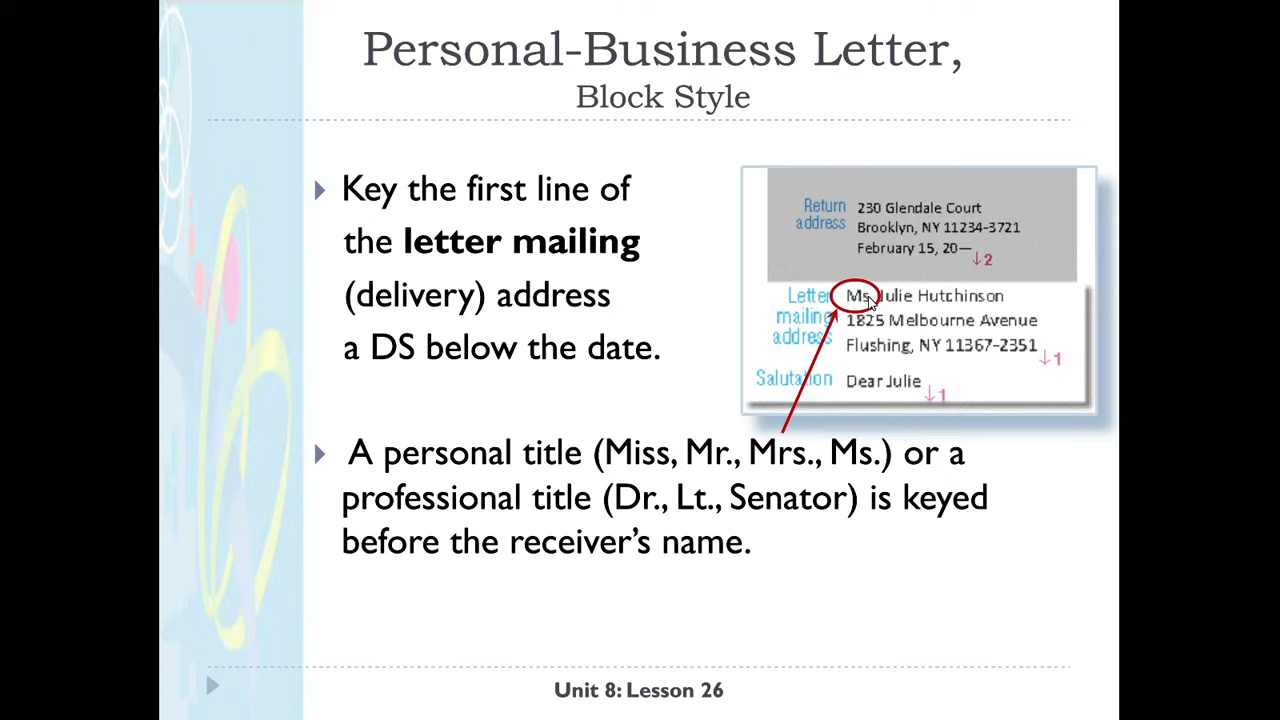 Personal-Business Letter,
Block Style
Key the first line of
the letter mailing
(delivery) address
a DS below the date.
Return
address
230 Glendale Court
Brooklyn, NY 11234-3721
February 15, 20—
↓2
Letter
mailing
address
Ms. Julie Hutchinson
1825 Melbourne Avenue
Flushing, NY 11367-2351
↓1
Salutation
Dear Julie
↓1
A personal title (Miss, Mr., Mrs., Ms.) or a
professional title (Dr., Lt., Senator) is keyed
before the receiver’s name.
Unit 8: Lesson 26